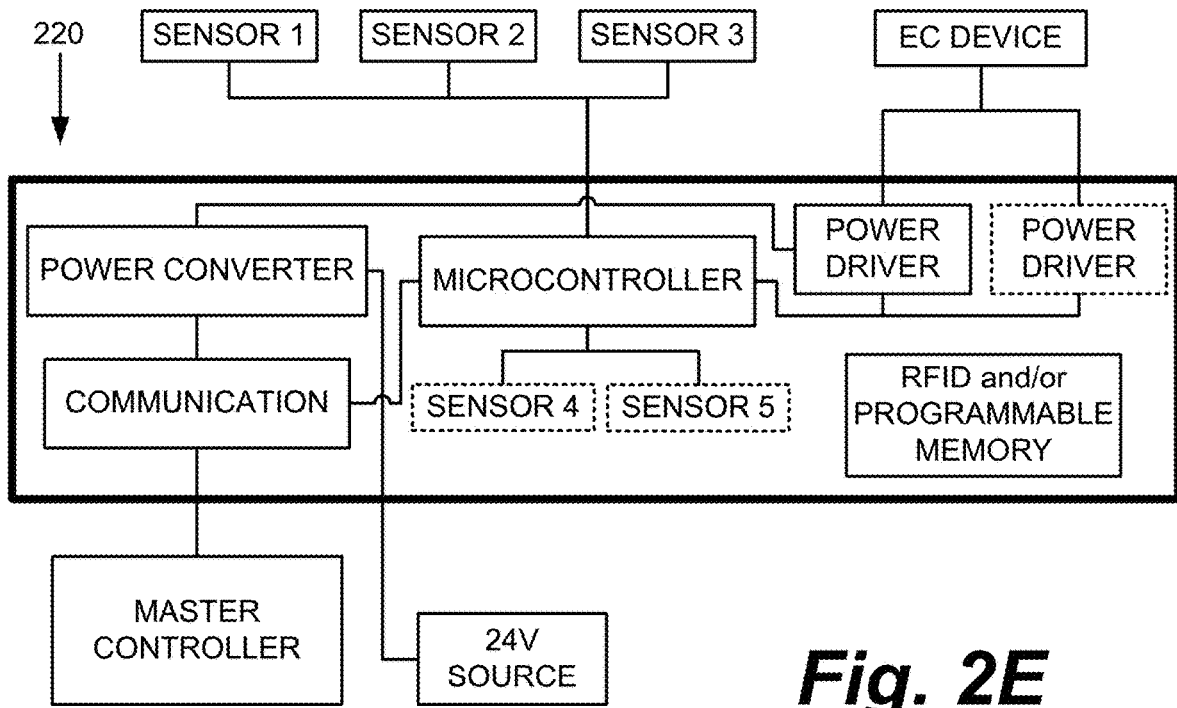 220
SENSOR 1
SENSOR 2
SENSOR 3
EC DEVICE
POWER CONVERTER
MICROCONTROLLER
POWER
DRIVER
POWER
DRIVER
COMMUNICATION
SENSOR 4
SENSOR 5
RFID and/or
PROGRAMMABLE
MEMORY
MASTER
CONTROLLER
24V
SOURCE
Fig. 2E